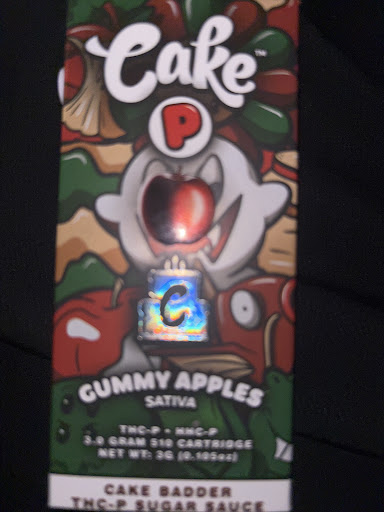 Cake™
P
C
GUMMY APPLES
SATIVA
THC-P • HHC-P
3.0 GRAM 510 CARTRIDGE
NET WT: 3G (0.105oz)
CAKE BADDER
THC-P SUGAR SAUCE